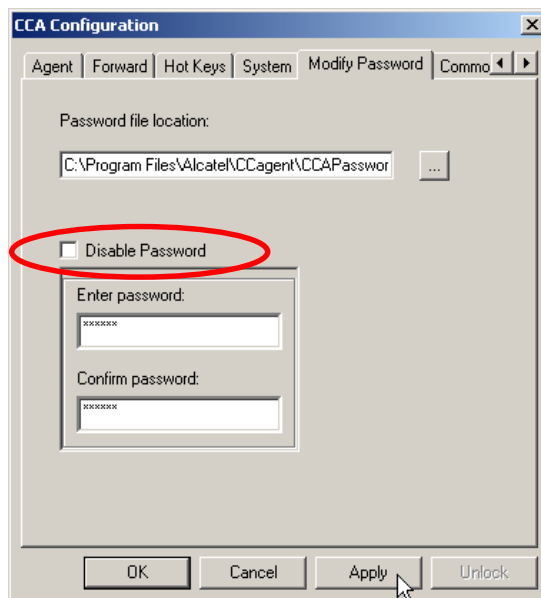 CCA Configuration
Agent Forward Hot Keys System Modify Password Commo
Password file location:
C:\Program Files\Alcatel\CCagent\CCAPasswor ...
Disable Password
Enter password:
******
Confirm password:
******
OK Cancel Apply Unlock